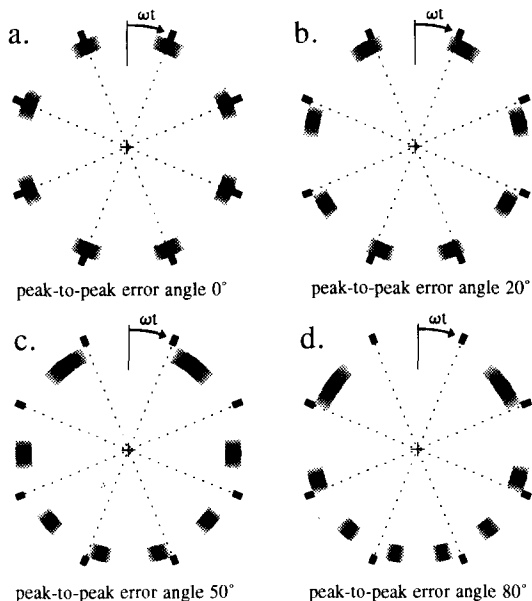 a.
ωt
b.
ωt
peak-to-peak error angle 0°
peak-to-peak error angle 20°
c.
ωt
d.
ωt
peak-to-peak error angle 50°
peak-to-peak error angle 80°